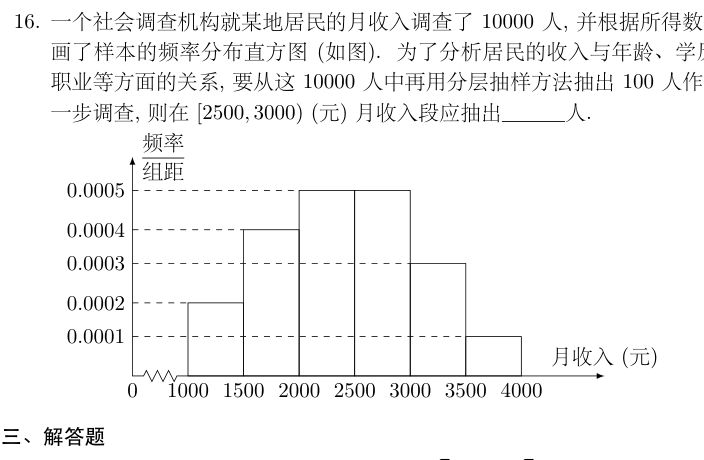 16. 一个社会调查机构就某地居民的月收入调查了 10000 人, 并根据所得数
画了样本的频率分布直方图 (如图). 为了分析居民的收入与年龄、学
职业等方面的关系, 要从这 10000 人中再用分层抽样方法抽出 100 人作
一步调查, 则在 [2500, 3000) (元) 月收入段应抽出______人.
频率
组距
0.0005
0.0004
0.0003
0.0002
0.0001
月收入 (元)
0 1000 1500 2000 2500 3000 3500 4000
三、解答题